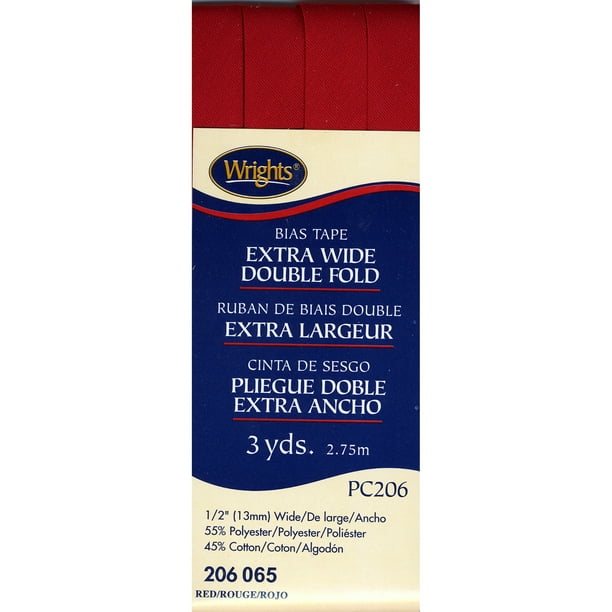 Wrights®
BIAS TAPE
EXTRA WIDE
DOUBLE FOLD
RUBAN DE BIAIS DOUBLE
EXTRA LARGEUR
CINTA DE SESGO
PLIEGUE DOBLE
EXTRA ANCHO
3 yds. 2.75m
PC206
1/2" (13mm) Wide/De large/Ancho
55% Polyester/Polyester/Poliéster
45% Cotton/Coton/Algodón
206 065
RED/ROUGE/ROJO